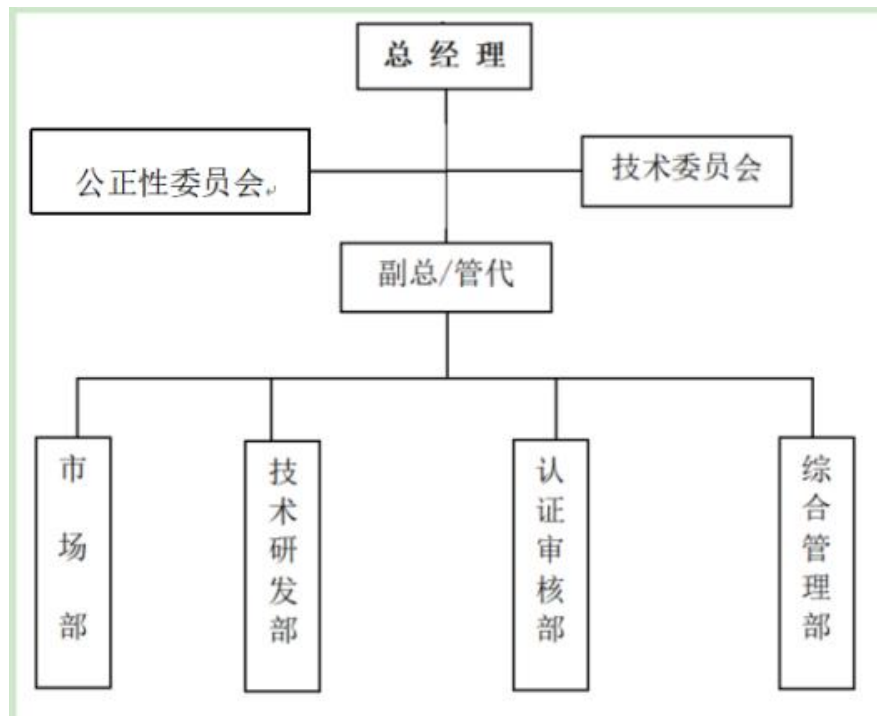 总经理
公正性委员会
技术委员会
副总/管代
市场部
技术研发部
认证审核部
综合管理部